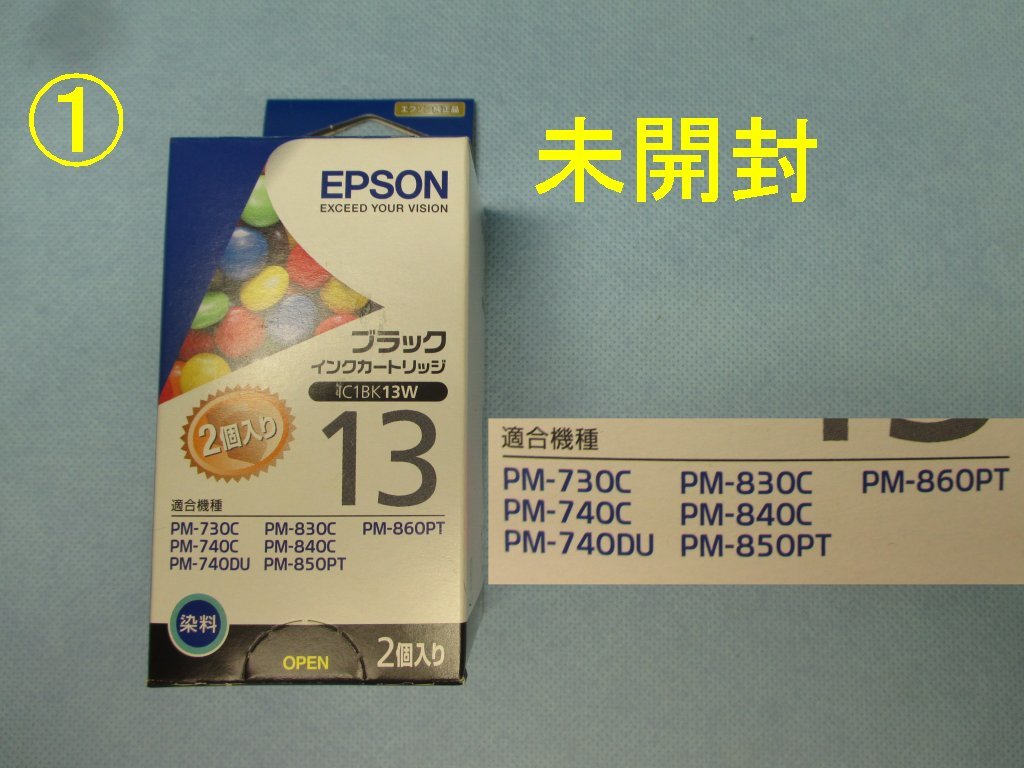 ①
未開封
エプソン純正品
EPSON
EXCEED YOUR VISION
ブラック
インクカートリッジ
IC1BK13W
2個入り
13
適合機種
PM-730C PM-830C PM-860PT
PM-740C PM-840C
PM-740DU PM-850PT
染料
OPEN
2個入り
適合機種
PM-730C PM-830C PM-860PT
PM-740C PM-840C
PM-740DU PM-850PT